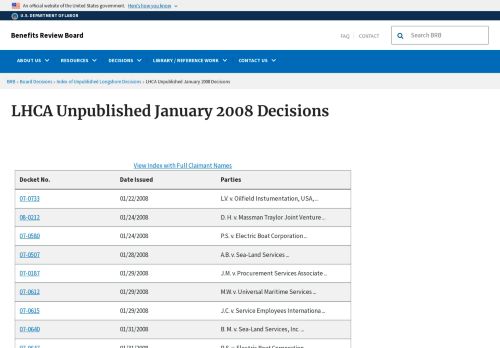 An official website of the United States government. Here's how you know
U.S. DEPARTMENT OF LABOR
Benefits Review Board
FAQ CONTACT
Search BRB
ABOUT US RESOURCES DECISIONS LIBRARY / REFERENCE WORK CONTACT US
BRB › Board Decisions › Index of Unpublished Longshore Decisions › LHCA Unpublished January 2008 Decisions
LHCA Unpublished January 2008 Decisions
View Index with Full Claimant Names
Docket No. Date Issued Parties
07-0733 01/22/2008 L.V. v. Oilfield Instumentation, USA, ...
08-0212 01/24/2008 D. H. v. Massman Traylor Joint Venture ...
07-0580 01/24/2008 P.S. v. Electric Boat Corporation ...
07-0507 01/28/2008 A.B. v. Sea-Land Services ...
07-0187 01/29/2008 J.M. v. Procurement Services Associate ..
07-0612 01/29/2008 M.W.v. Universal Maritime Services ...
07-0615 01/29/2008 J.C. v. Service Employees Internationa ..
07-0640 01/31/2008 B. M. v. Sea-Land Services, Inc. ...